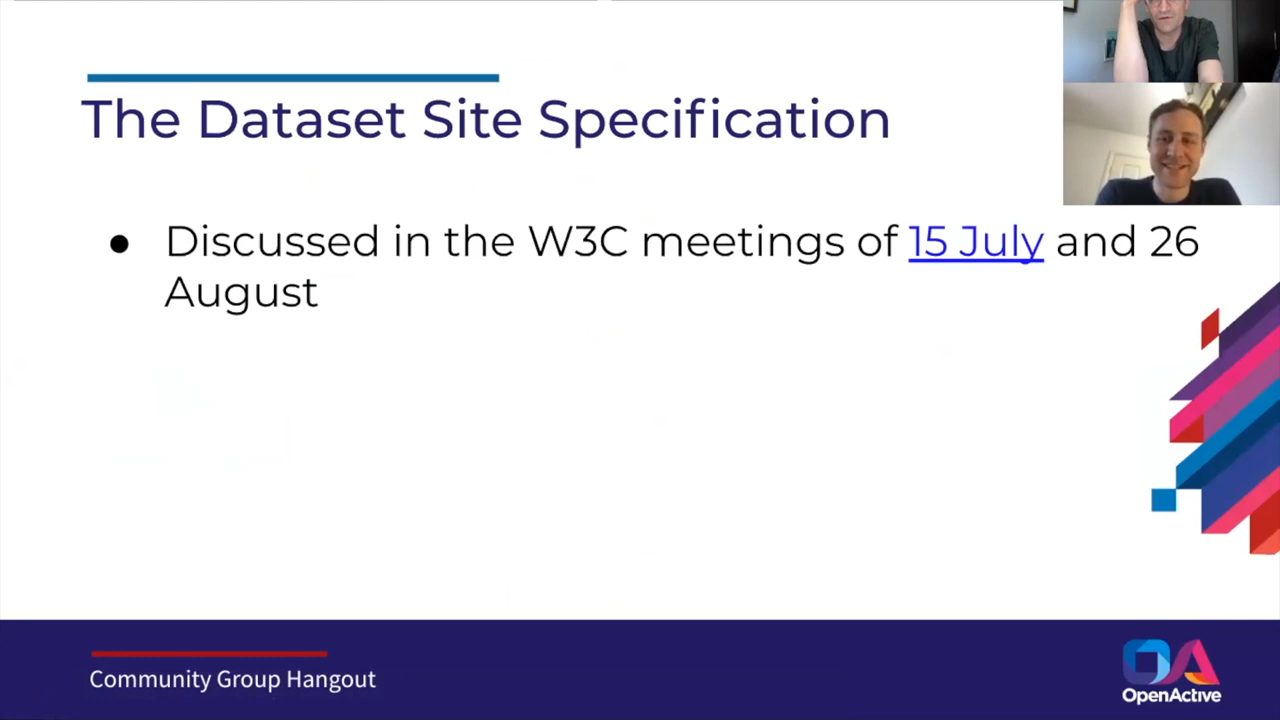 The Dataset Site Specification
● Discussed in the W3C meetings of 15 July and 26
August
Community Group Hangout
OpenActive